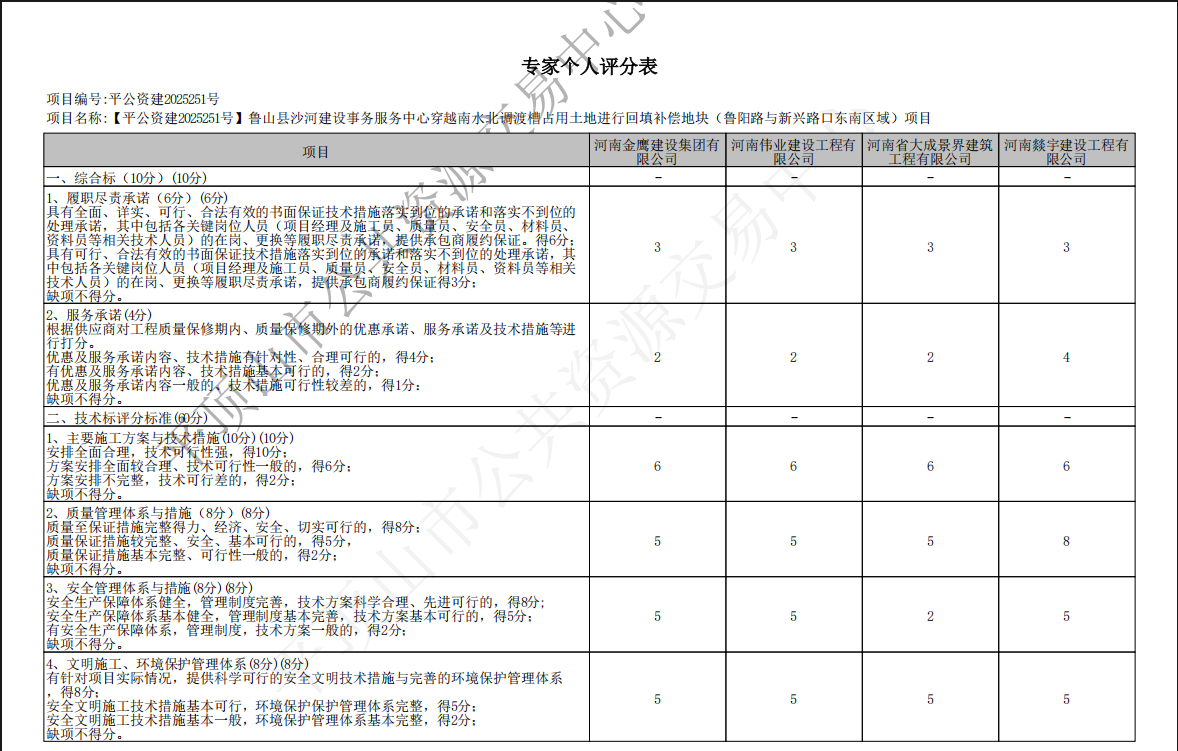 专家个人评分表
项目编号:平公资建2025251号
项目名称:【平公资建2025251号】鲁山县沙河建设事务服务中心穿越南水北调渡槽占用土地进行回填补偿地块（鲁阳路与新兴路口东南区域）项目
项目
河南金鹰建设集团有
限公司
河南伟业建设工程有
限公司
河南省大成景界建筑
工程有限公司
河南燚宇建设工程有
限公司
一、综合标（10分）(10分)
-
-
-
-
1、履职尽责承诺（6分）(6分)
具有全面、详实、可行、合法有效的书面保证技术措施落实到位的承诺和落实不到位的
处理承诺，其中包括各关键岗位人员（项目经理及施工员、质量员、安全员、材料员、
资料员等相关技术人员）的在岗、更换等履职尽责承诺，提供承包商履约保证。得6分；
具有可行、合法有效的书面保证技术措施落实到位的承诺和落实不到位的处理承诺，其
中包括各关键岗位人员（项目经理及施工员、质量员、安全员、材料员、资料员等相关
技术人员）的在岗、更换等履职尽责承诺，提供承包商履约保证得3分；
缺项不得分。
3
3
3
3
2、服务承诺(4分)
根据供应商对工程质量保修期内、质量保修期外的优惠承诺、服务承诺及技术措施等进
行打分。
优惠及服务承诺内容、技术措施有针对性、合理可行的，得4分；
有优惠及服务承诺内容、技术措施基本可行的，得2分；
优惠及服务承诺内容一般的、技术措施可行性较差的，得1分；
缺项不得分。
2
2
2
4
二、技术标评分标准(60分)
-
-
-
-
1、主要施工方案与技术措施(10分)(10分)
安排全面合理，技术可行性强，得10分；
方案安排全面较合理、技术可行性一般的，得6分；
方案安排不完整，技术可行差的，得2分；
缺项不得分。
6
6
6
6
2、质量管理体系与措施（8分）(8分)
质量至保证措施完整得力、经济、安全、切实可行的，得8分；
质量保证措施较完整、安全、基本可行的，得5分，
质量保证措施基本完整、可行性一般的，得2分；
缺项不得分。
5
5
5
8
3、安全管理体系与措施(8分)(8分)
安全生产保障体系健全，管理制度完善，技术方案科学合理、先进可行的，得8分；
安全生产保障体系基本健全，管理制度基本完善，技术方案基本可行的，得5分；
有安全生产保障体系，管理制度，技术方案一般的，得2分；
缺项不得分。
5
5
2
5
4、文明施工、环境保护管理体系(8分)(8分)
有针对项目实际情况，提供科学可行的安全文明技术措施与完善的环境保护管理体系
，得8分；
安全文明施工技术措施基本可行，环境保护保护管理体系完整，得5分；
安全文明施工技术措施基本一般，环境保护管理体系基本完整，得2分；
缺项不得分。
5
5
5
5
平顶山市公共资源交易中心
平顶山市公共资源交易中心